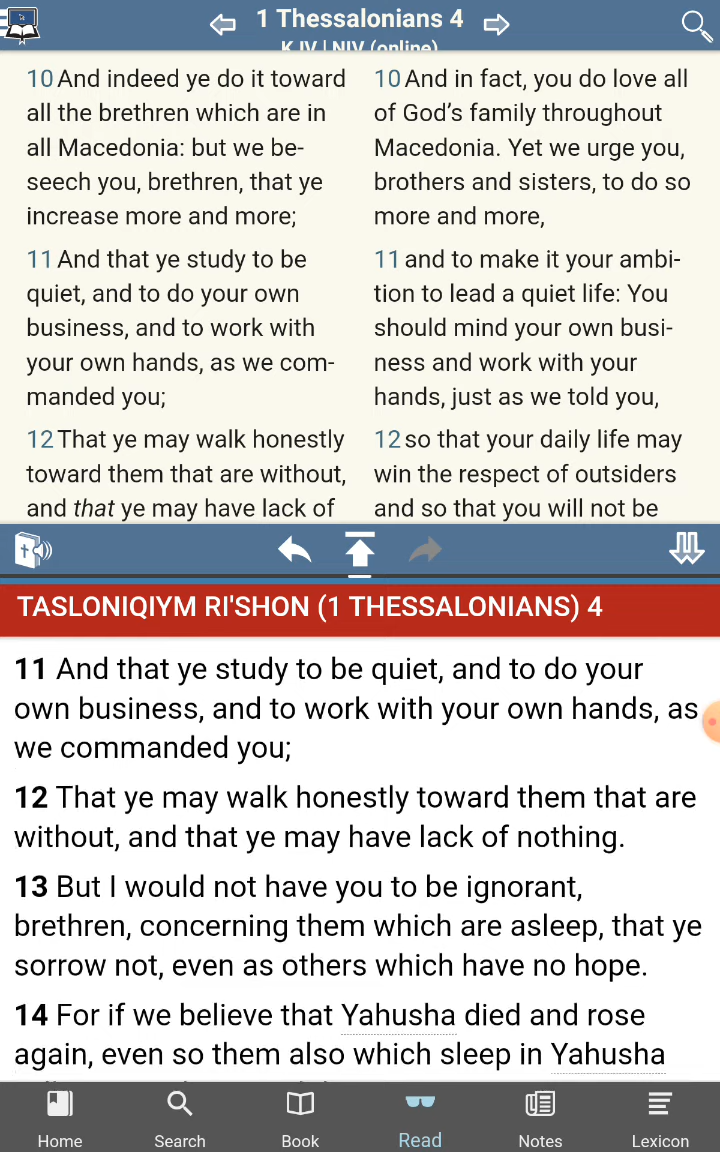 1 Thessalonians 4
KJV | NIV (online)
10 And indeed ye do it toward
all the brethren which are in
all Macedonia: but we be-
seech you, brethren, that ye
increase more and more;
11 And that ye study to be
quiet, and to do your own
business, and to work with
your own hands, as we com-
manded you;
12 That ye may walk honestly
toward them that are without,
and that ye may have lack of
10 And in fact, you do love all
of God’s family throughout
Macedonia. Yet we urge you,
brothers and sisters, to do so
more and more,
11 and to make it your ambi-
tion to lead a quiet life: You
should mind your own busi-
ness and work with your
hands, just as we told you,
12 so that your daily life may
win the respect of outsiders
and so that you will not be
TASLONIQIYM RI'SHON (1 THESSALONIANS) 4
11 And that ye study to be quiet, and to do your
own business, and to work with your own hands, as
we commanded you;
12 That ye may walk honestly toward them that are
without, and that ye may have lack of nothing.
13 But I would not have you to be ignorant,
brethren, concerning them which are asleep, that ye
sorrow not, even as others which have no hope.
14 For if we believe that Yahusha died and rose
again, even so them also which sleep in Yahusha
Home
Search
Book
Read
Notes
Lexicon